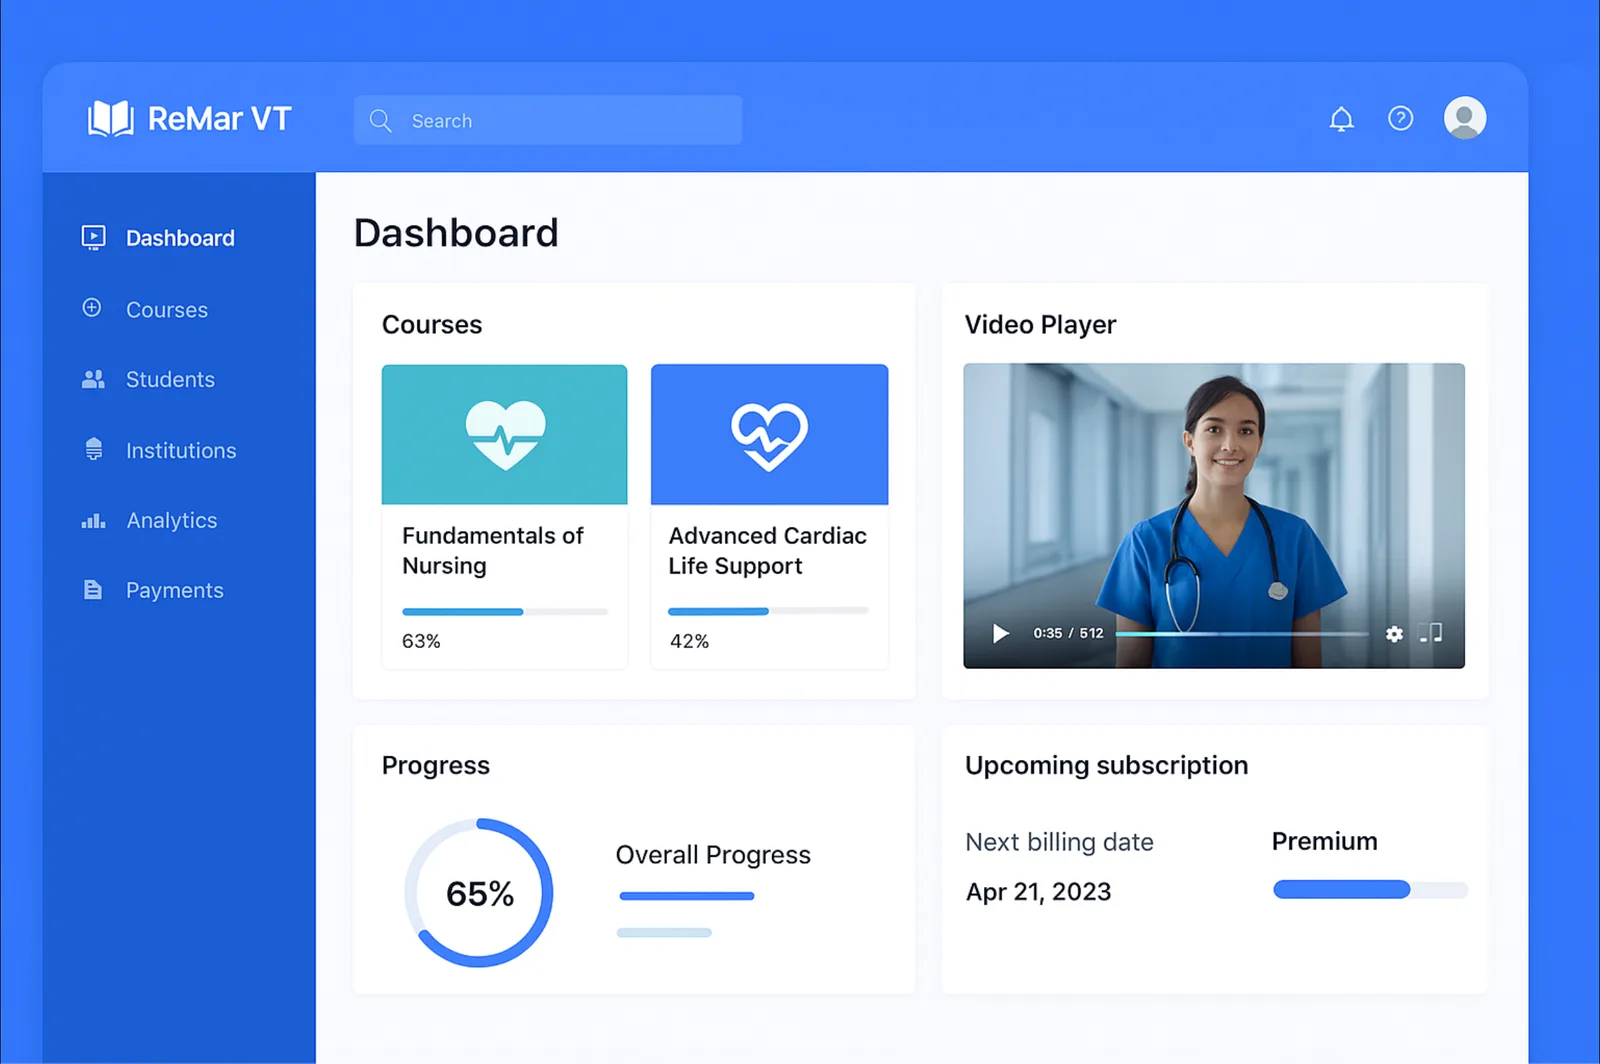 ReMar VT
Search
?
Dashboard
Courses
Students
Institutions
Analytics
Payments
Dashboard
Courses
Fundamentals of
Nursing
63%
Advanced Cardiac
Life Support
42%
Video Player
0:35 / 512
Progress
65%
Overall Progress
Upcoming subscription
Next billing date
Apr 21, 2023
Premium